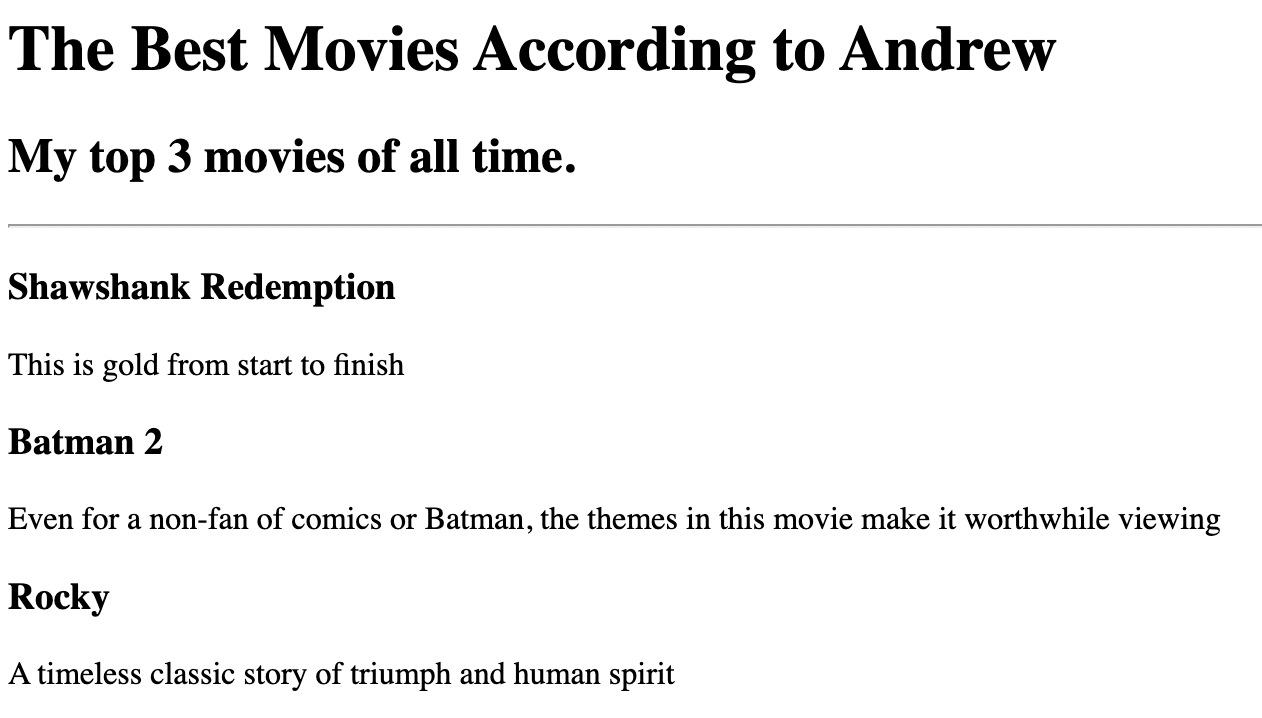 The Best Movies According to Andrew
My top 3 movies of all time.
Shawshank Redemption
This is gold from start to finish
Batman 2
Even for a non-fan of comics or Batman, the themes in this movie make it worthwhile viewing
Rocky
A timeless classic story of triumph and human spirit